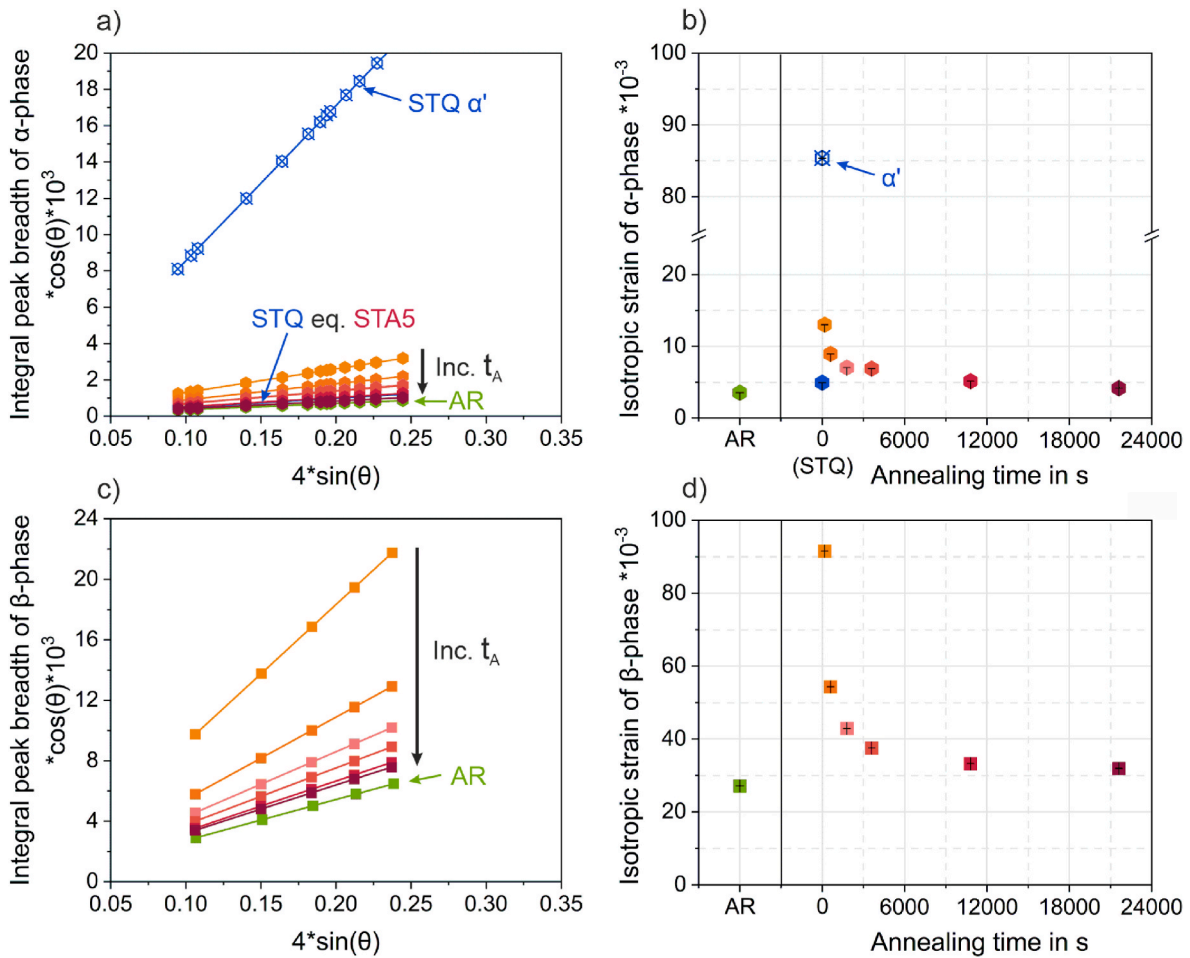 a)
Integral peak breadth of α-phase
*cos(θ)*10³
20
18
16
14
12
10
8
6
4
2
0
STQ α'
STQ eq. STA5
Inc. tA
AR
0.05 0.10 0.15 0.20 0.25 0.30 0.35
4*sin(θ)
b)
Isotropic strain of α-phase *10⁻³
100
90
80
20
10
0
α'
AR 0 6000 12000 18000 24000
(STQ)
Annealing time in s
c)
Integral peak breadth of β-phase
*cos(θ)*10³
24
20
16
12
8
4
0
Inc. tA
AR
0.05 0.10 0.15 0.20 0.25 0.30 0.35
4*sin(θ)
d)
Isotropic strain of β-phase *10⁻³
100
80
60
40
20
0
AR 0 6000 12000 18000 24000
Annealing time in s